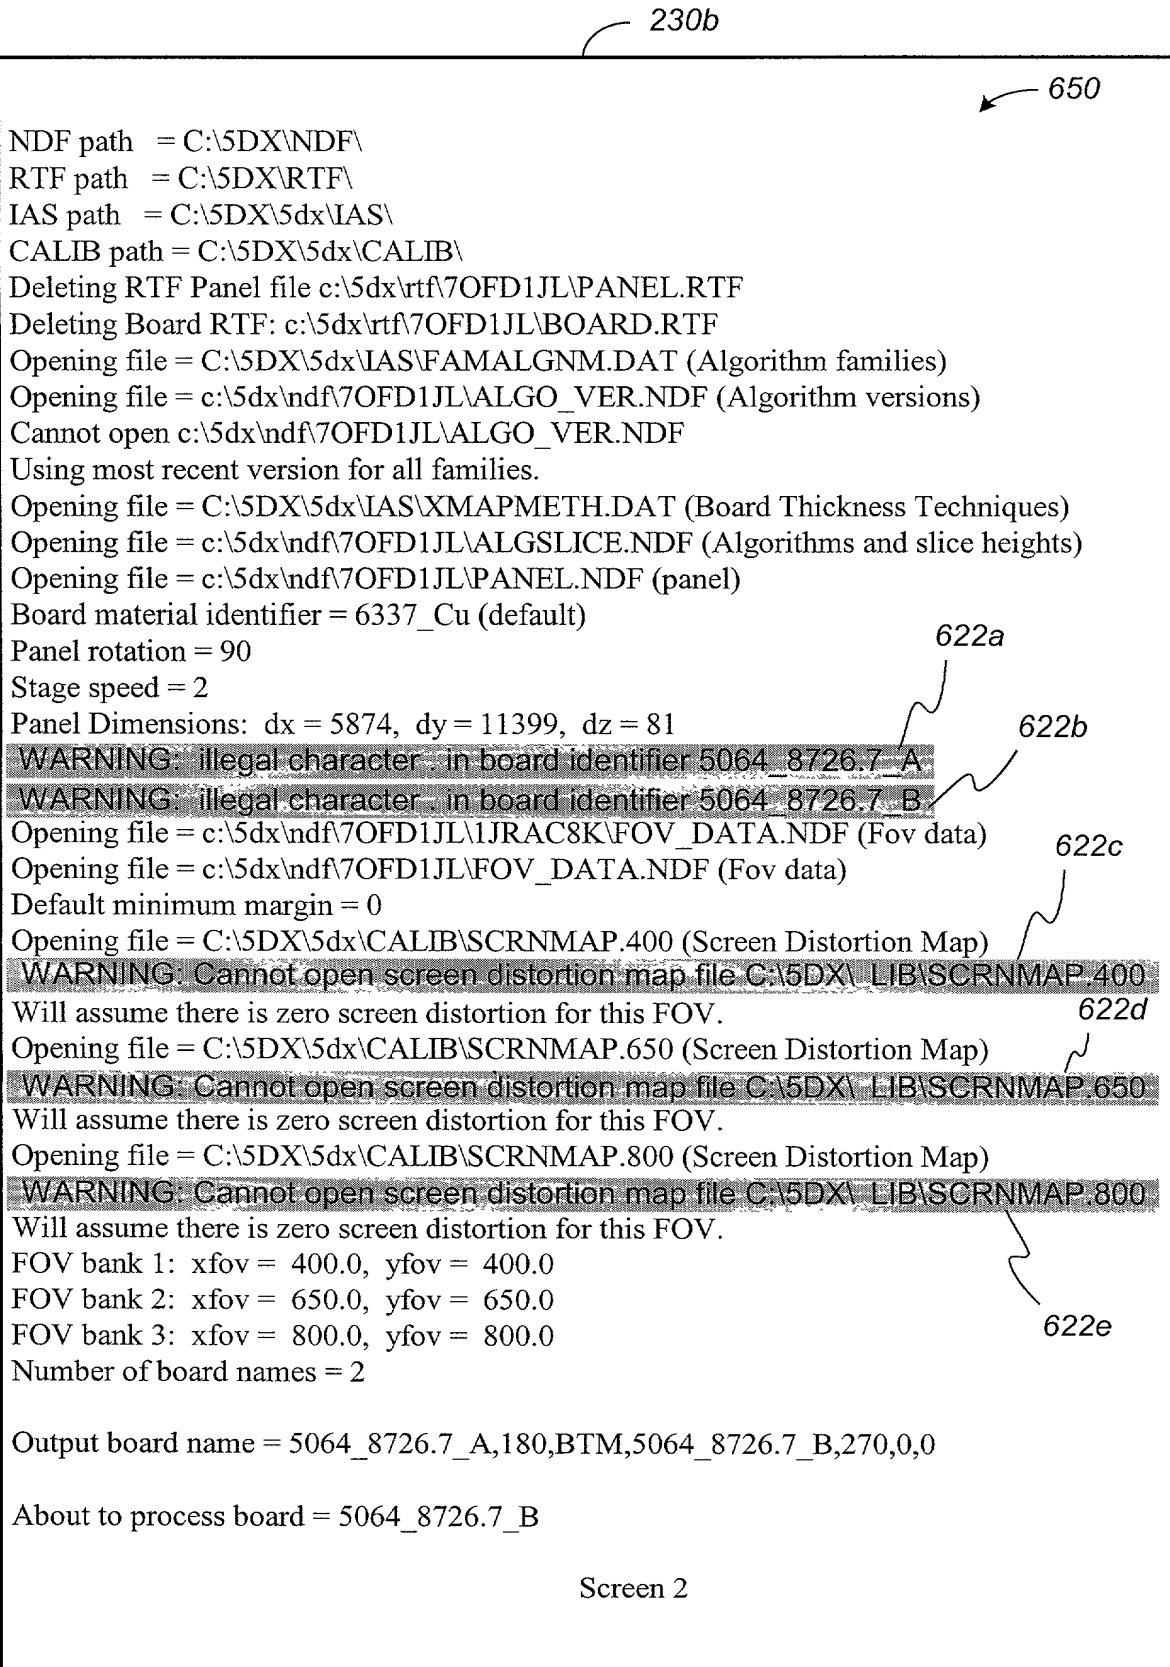 230b
650
NDF path = C:\5DX\NDF\
RTF path = C:\5DX\RTF\
IAS path = C:\5DX\5dx\IAS\
CALIB path = C:\5DX\5dx\CALIB\
Deleting RTF Panel file c:\5dx\rtf\7OFD1JL\PANEL.RTF
Deleting Board RTF: c:\5dx\rtf\7OFD1JL\BOARD.RTF
Opening file = C:\5DX\5dx\IAS\FAMALGNM.DAT (Algorithm families)
Opening file = c:\5dx\ndf\7OFD1JL\ALGO_VER.NDF (Algorithm versions)
Cannot open c:\5dx\ndf\7OFD1JL\ALGO_VER.NDF
Using most recent version for all families.
Opening file = C:\5DX\5dx\IAS\XMAPMETH.DAT (Board Thickness Techniques)
Opening file = c:\5dx\ndf\7OFD1JL\ALGSLICE.NDF (Algorithms and slice heights)
Opening file = c:\5dx\ndf\7OFD1JL\PANEL.NDF (panel)
Board material identifier = 6337_Cu (default)
622a
Panel rotation = 90
Stage speed = 2
Panel Dimensions: dx = 5874, dy = 11399, dz = 81
622b
WARNING: illegal character . in board identifier 5064_8726.7_A
WARNING: illegal character . in board identifier 5064_8726.7_B
Opening file = c:\5dx\ndf\7OFD1JL\1JRAC8K\FOV_DATA.NDF (Fov data)
622c
Opening file = c:\5dx\ndf\7OFD1JL\FOV_DATA.NDF (Fov data)
Default minimum margin = 0
Opening file = C:\5DX\5dx\CALIB\SCRNMAP.400 (Screen Distortion Map)
WARNING: Cannot open screen distortion map file C:\5DX\ LIB\SCRNMAP.400
Will assume there is zero screen distortion for this FOV.
622d
Opening file = C:\5DX\5dx\CALIB\SCRNMAP.650 (Screen Distortion Map)
WARNING: Cannot open screen distortion map file C:\5DX\ LIB\SCRNMAP.650
Will assume there is zero screen distortion for this FOV.
Opening file = C:\5DX\5dx\CALIB\SCRNMAP.800 (Screen Distortion Map)
WARNING: Cannot open screen distortion map file C:\5DX\ LIB\SCRNMAP.800
Will assume there is zero screen distortion for this FOV.
FOV bank 1: xfov = 400.0, yfov = 400.0
FOV bank 2: xfov = 650.0, yfov = 650.0
FOV bank 3: xfov = 800.0, yfov = 800.0
622e
Number of board names = 2
Output board name = 5064_8726.7_A,180,BTM,5064_8726.7_B,270,0,0
About to process board = 5064_8726.7_B
Screen 2